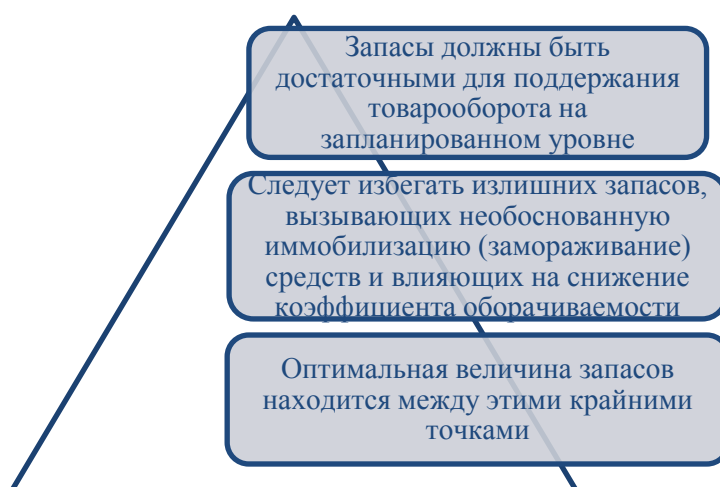 Запасы должны быть
достаточными для поддержания
товарооборота на
запланированном уровне
Следует избегать излишних запасов,
вызывающих необоснованную
иммобилизацию (замораживание)
средств и влияющих на снижение
коэффициента оборачиваемости
Оптимальная величина запасов
находится между этими крайними
точками